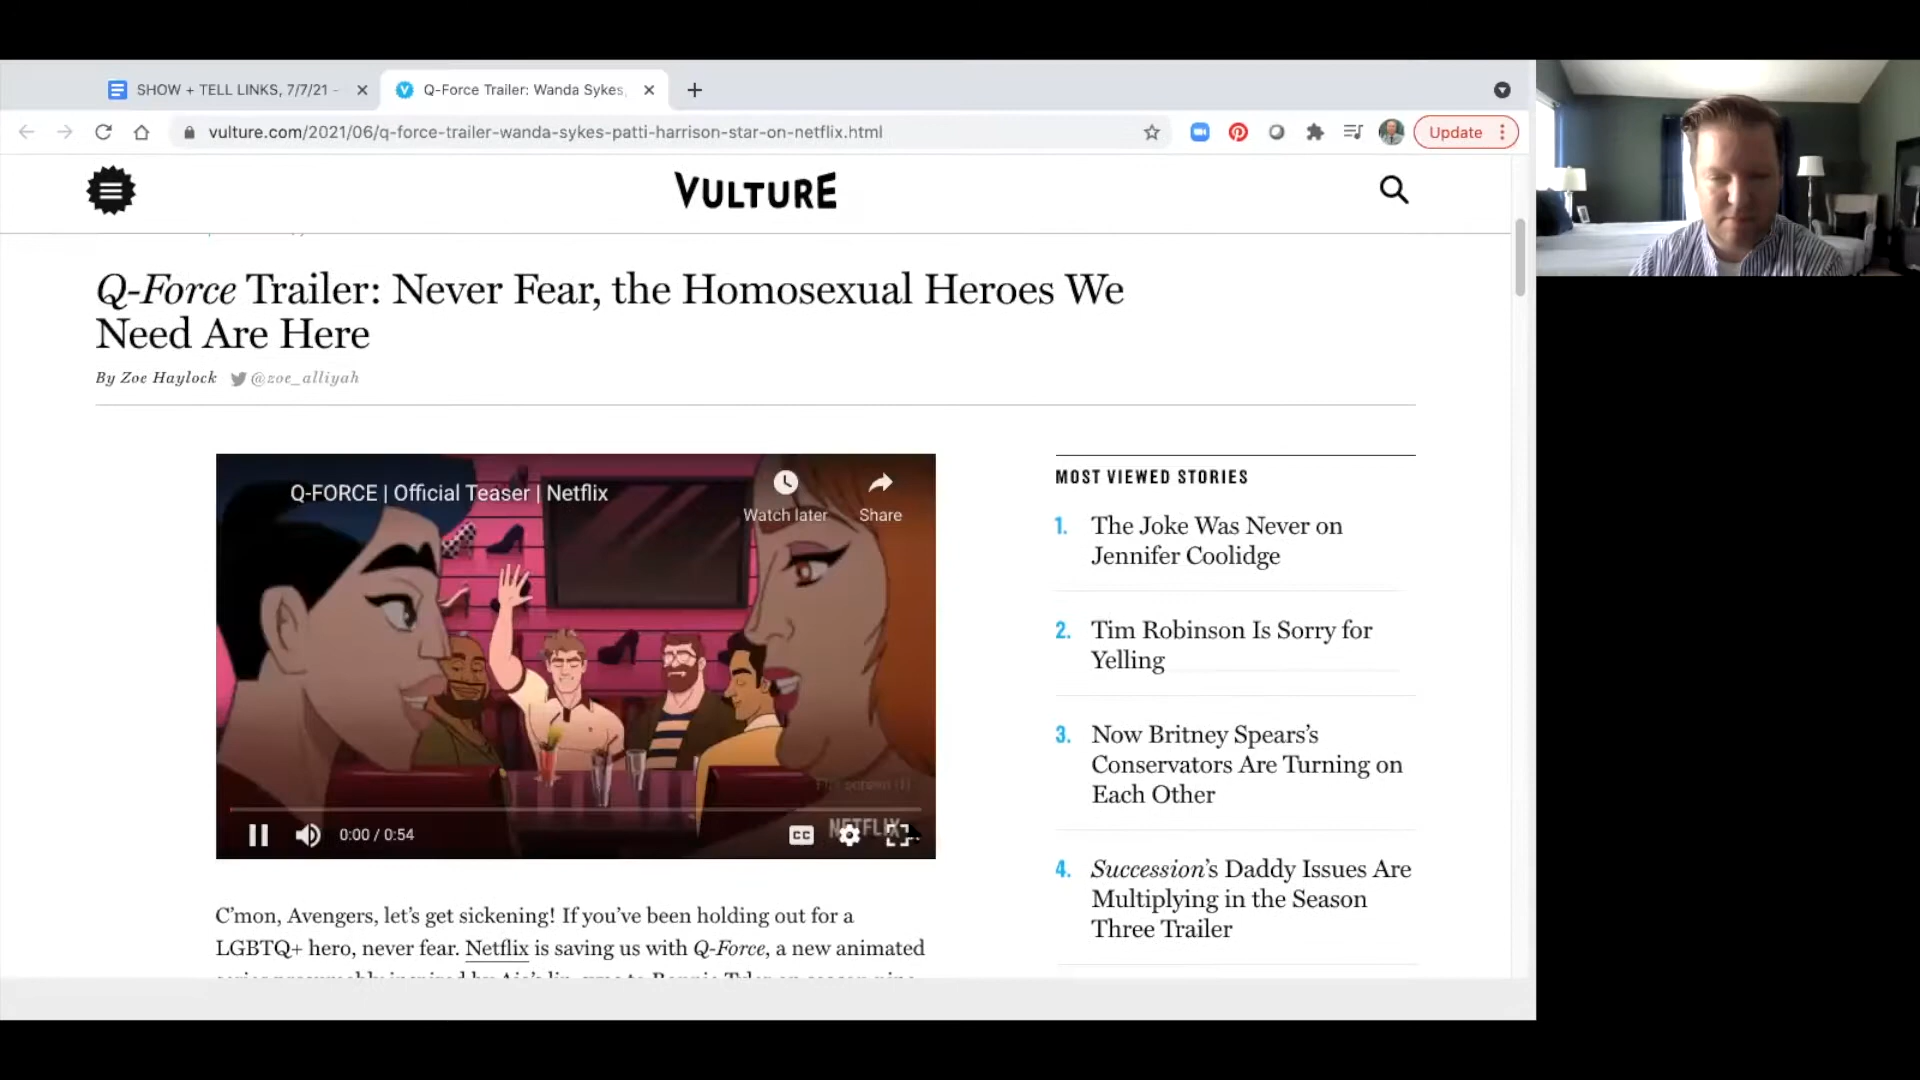 SHOW + TELL LINKS, 7/7/21 -
Q-Force Trailer: Wanda Sykes,
vulture.com/2021/06/q-force-trailer-wanda-sykes-patti-harrison-star-on-netflix.html
Update
VULTURE
Q-Force Trailer: Never Fear, the Homosexual Heroes We
Need Are Here
By Zoe Haylock @zoe_alliyah
Q-FORCE | Official Teaser | Netflix
Watch later
Share
Full screen (f)
NETFLIX
0:00 / 0:54
CC
C'mon, Avengers, let's get sickening! If you've been holding out for a
LGBTQ+ hero, never fear. Netflix is saving us with Q-Force, a new animated
MOST VIEWED STORIES
1. The Joke Was Never on
Jennifer Coolidge
2. Tim Robinson Is Sorry for
Yelling
3. Now Britney Spears's
Conservators Are Turning on
Each Other
4. Succession's Daddy Issues Are
Multiplying in the Season
Three Trailer